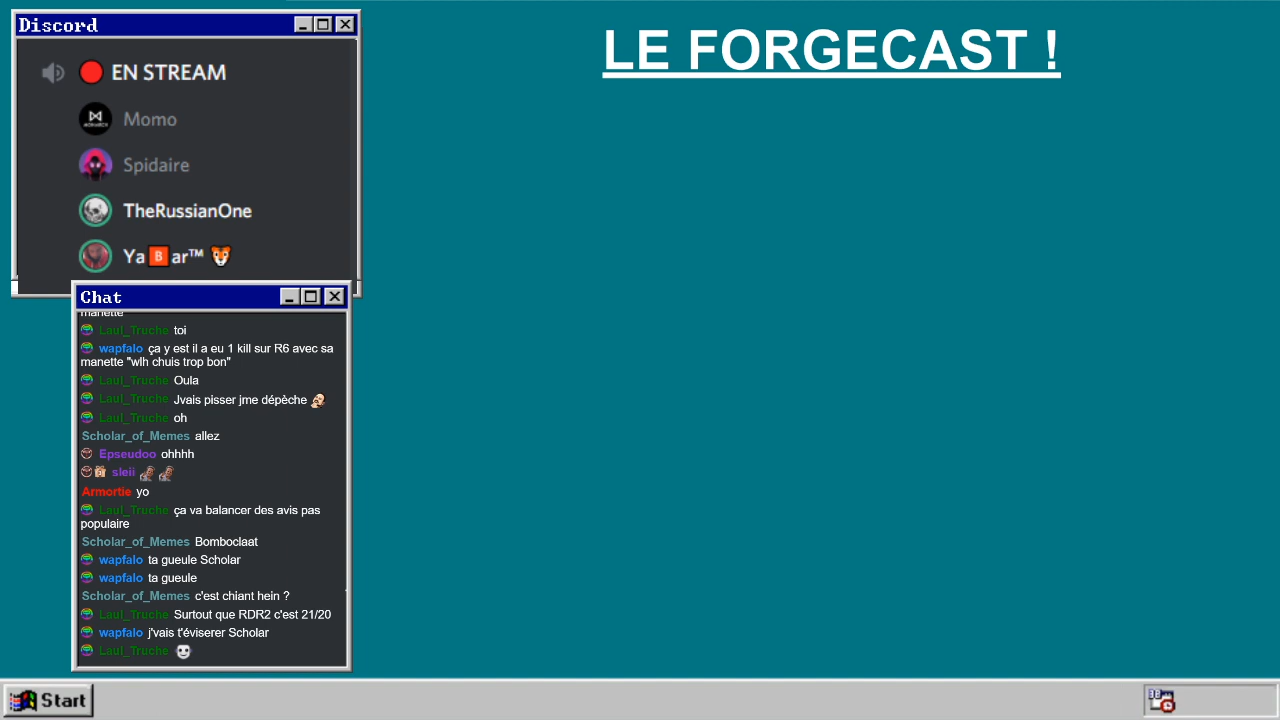 Discord
LE FORGECAST !
EN STREAM
Momo
Spidaire
TheRussianOne
Ya🅱ar™ 🐯
Chat
manette
Laul_Truche toi
wapfalo ça y est il a eu 1 kill sur R6 avec sa
manette "wlh chuis trop bon"
Laul_Truche Oula
Laul_Truche Jvais pisser jme dépèche
Laul_Truche oh
Scholar_of_Memes allez
Epseudoo ohhhh
sleii
Armortie yo
Laul_Truche ça va balancer des avis pas
populaire
Scholar_of_Memes Bomboclaat
wapfalo ta gueule Scholar
wapfalo ta gueule
Scholar_of_Memes c'est chiant hein ?
Laul_Truche Surtout que RDR2 c'est 21/20
wapfalo j'vais t'éviserer Scholar
Laul_Truche
Start